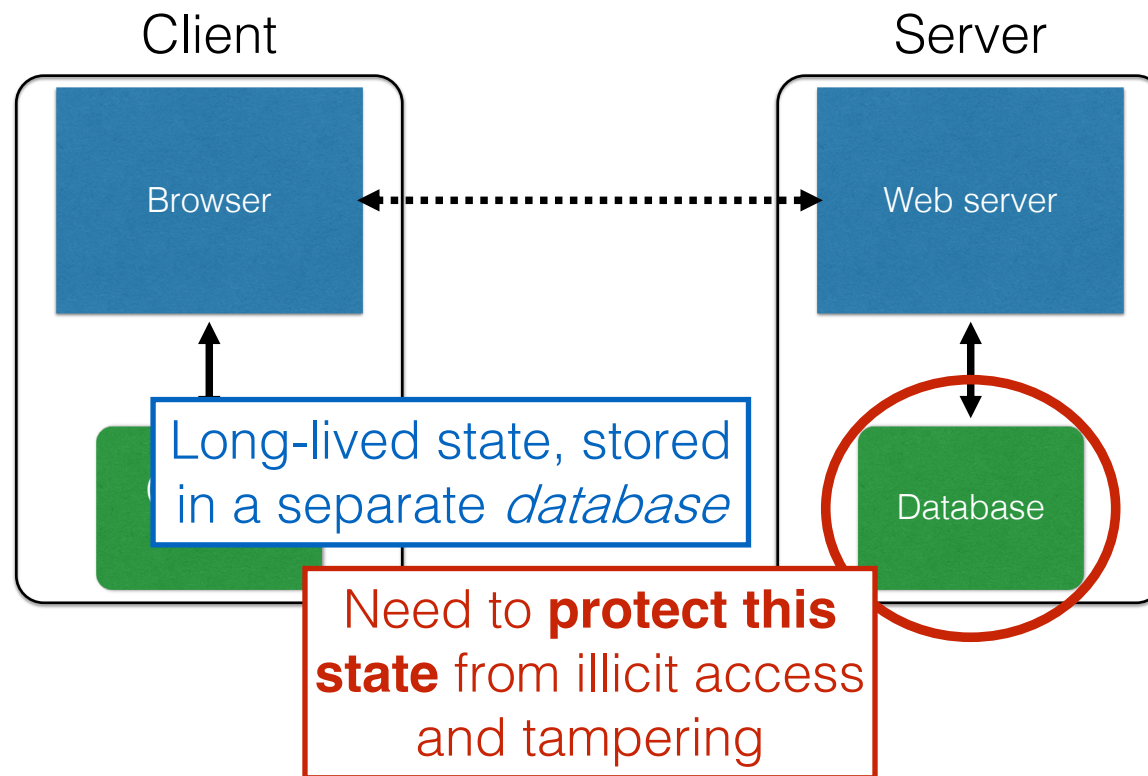 Client
Server
Browser
Web server
Long-lived state, stored
in a separate database
Database
Need to protect this
state from illicit access
and tampering